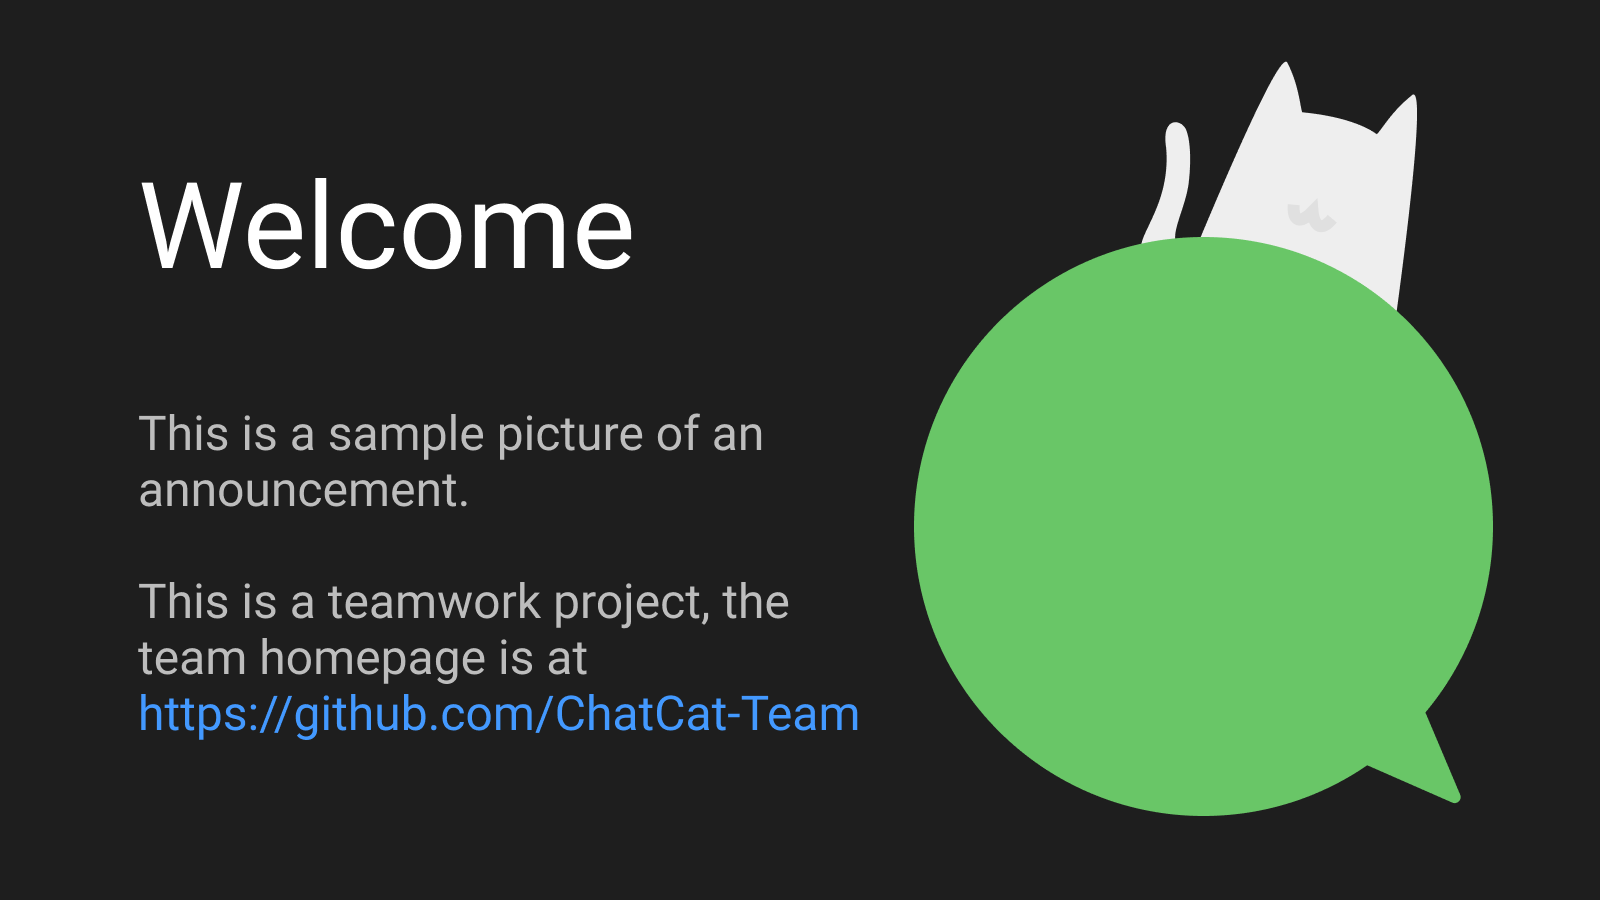 Welcome
This is a sample picture of an
announcement.
This is a teamwork project, the
team homepage is at
https://github.com/ChatCat-Team